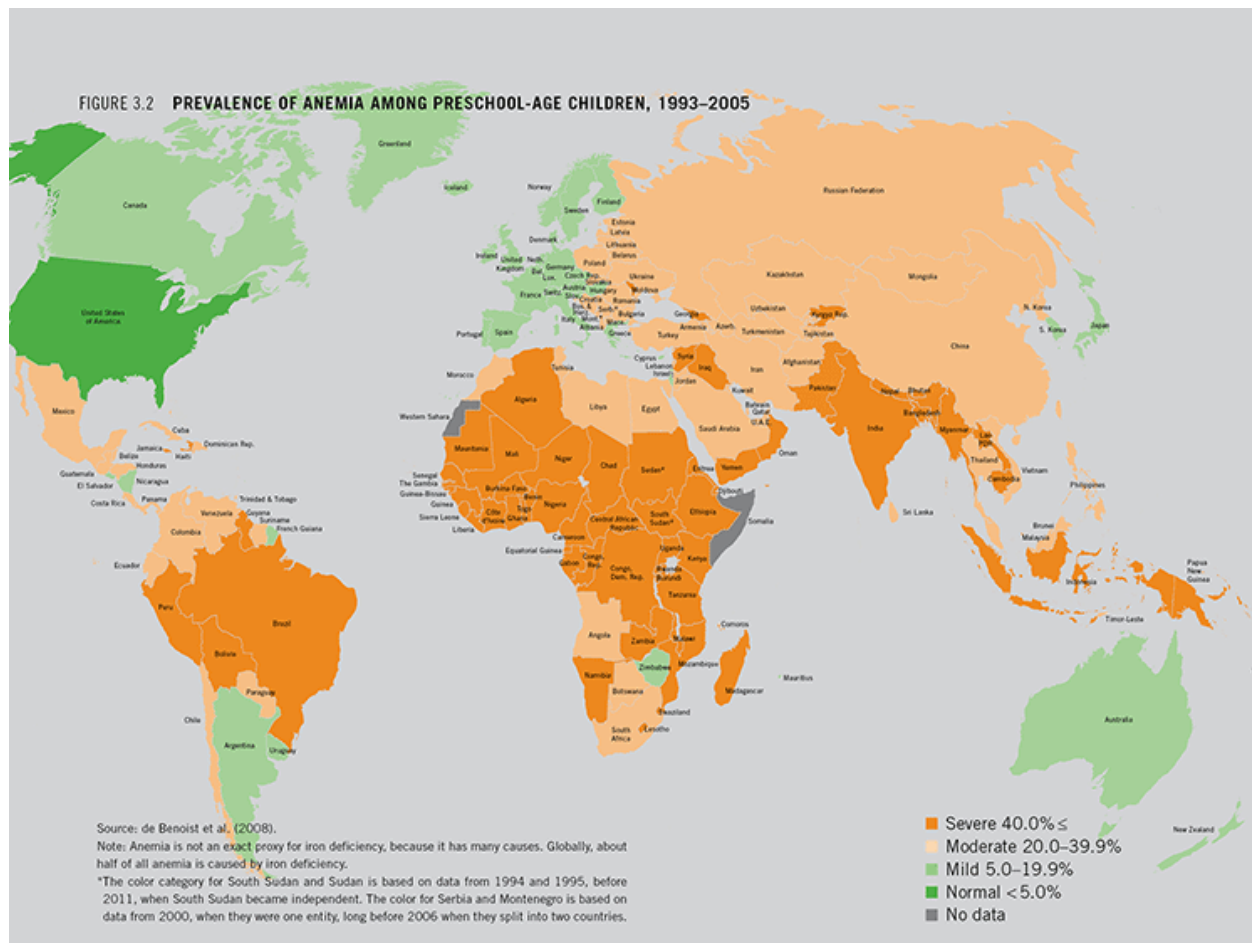 FIGURE 3.2 PREVALENCE OF ANEMIA AMONG PRESCHOOL-AGE CHILDREN, 1993–2005
Greenland
Iceland
Norway
Sweden
Finland
Russian Federation
Canada
Estonia
Latvia
Lithuania
Belarus
Denmark
Ireland
United
Kingdom
Neth.
Bel.
Lux.
Germany
Poland
Czech Rep.
Slovakia
Ukraine
Kazakhstan
Mongolia
France
Switz.
Austria
Slov.
Hungary
Croatia
Moldova
Romania
Bos. &
Herz.
Serb.*
Bulgaria
Italy
Mont.*
Mace.
Albania
Greece
Portugal
Spain
United States
of America
Georgia
Armenia
Azerb.
Uzbekistan
Kyrgyz Rep.
Turkmenistan
Tajikistan
Turkey
N. Korea
S. Korea
Japan
China
Cyprus
Lebanon
Israel
Syria
Iraq
Iran
Afghanistan
Jordan
Kuwait
Pakistan
Nepal
Bhutan
Bahrain
Qatar
U.A.E.
Morocco
Tunisia
Algeria
Libya
Egypt
Saudi Arabia
Oman
India
Bangladesh
Myanmar
Lao
PDR
Thailand
Vietnam
Cambodia
Philippines
Western Sahara
Mexico
Cuba
Jamaica
Haiti
Dominican Rep.
Belize
Honduras
Guatemala
El Salvador
Nicaragua
Costa Rica
Panama
Trinidad & Tobago
Venezuela
Guyana
Suriname
French Guiana
Colombia
Ecuador
Mauritania
Mali
Niger
Chad
Sudan*
Eritrea
Yemen
Senegal
The Gambia
Guinea-Bissau
Guinea
Sierra Leone
Liberia
Burkina Faso
Benin
Togo
Côte
d'Ivoire
Ghana
Nigeria
Djibouti
Ethiopia
Somalia
Central African
Republic
South
Sudan*
Cameroon
Equatorial Guinea
Gabon
Congo,
Rep.
Congo,
Dem. Rep.
Uganda
Kenya
Rwanda
Burundi
Tanzania
Sri Lanka
Brunei
Malaysia
Indonesia
Papua
New
Guinea
Timor-Leste
Peru
Brazil
Bolivia
Paraguay
Chile
Argentina
Uruguay
Angola
Zambia
Malawi
Comoros
Zimbabwe
Mozambique
Namibia
Botswana
Madagascar
Mauritius
Swaziland
South
Africa
Lesotho
Australia
New Zealand
Source: de Benoist et al. (2008).
Note: Anemia is not an exact proxy for iron deficiency, because it has many causes. Globally, about
half of all anemia is caused by iron deficiency.
*The color category for South Sudan and Sudan is based on data from 1994 and 1995, before
2011, when South Sudan became independent. The color for Serbia and Montenegro is based on
data from 2000, when they were one entity, long before 2006 when they split into two countries.
Severe 40.0% ≤
Moderate 20.0–39.9%
Mild 5.0–19.9%
Normal <5.0%
No data